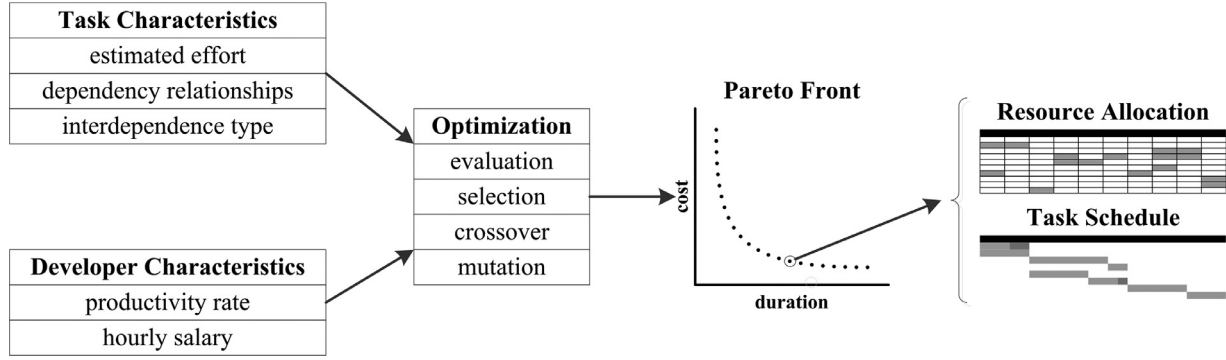 Task Characteristics
estimated effort
dependency relationships
interdependence type
Developer Characteristics
productivity rate
hourly salary
Optimization
evaluation
selection
crossover
mutation
Pareto Front
cost
duration
Resource Allocation
Task Schedule